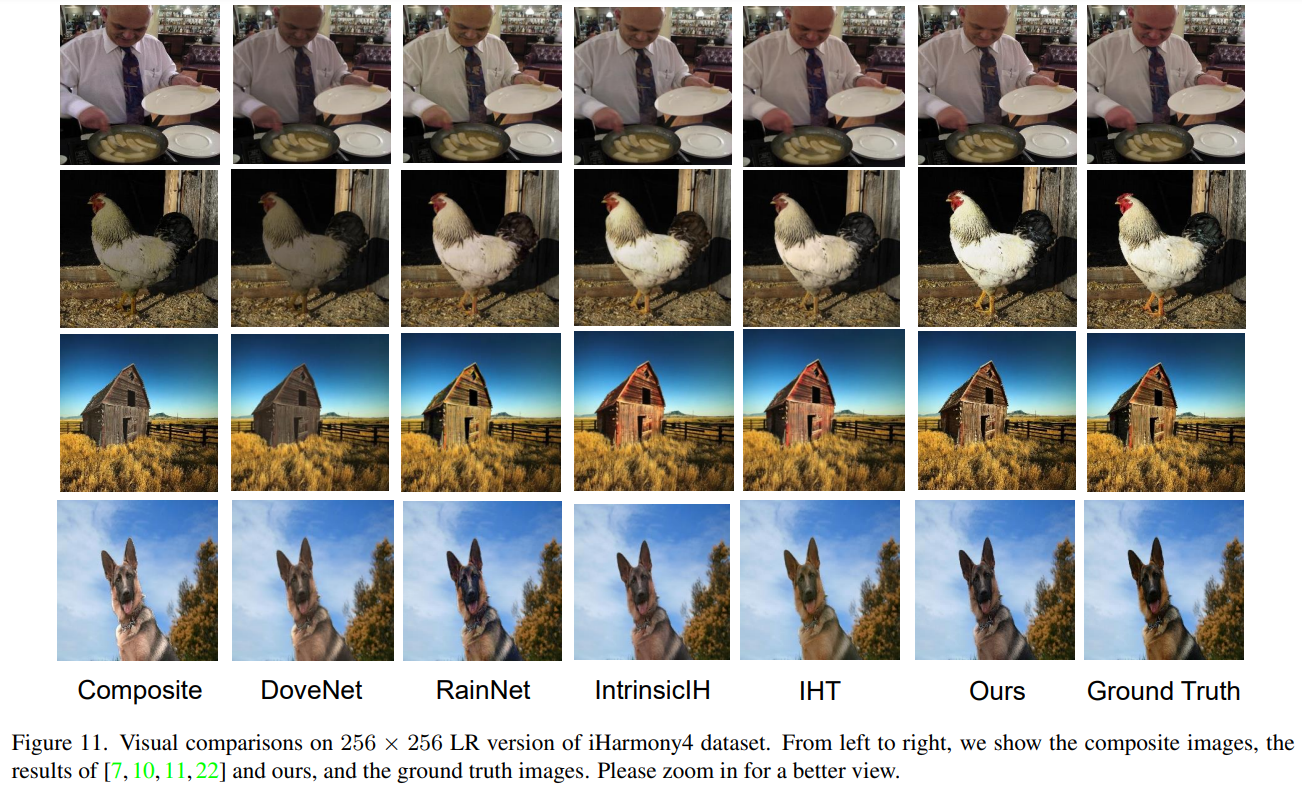 Composite DoveNet RainNet IntrinsicIH IHT Ours Ground Truth
Figure 11. Visual comparisons on 256 × 256 LR version of iHarmony4 dataset. From left to right, we show the composite images, the
results of [7, 10, 11, 22] and ours, and the ground truth images. Please zoom in for a better view.